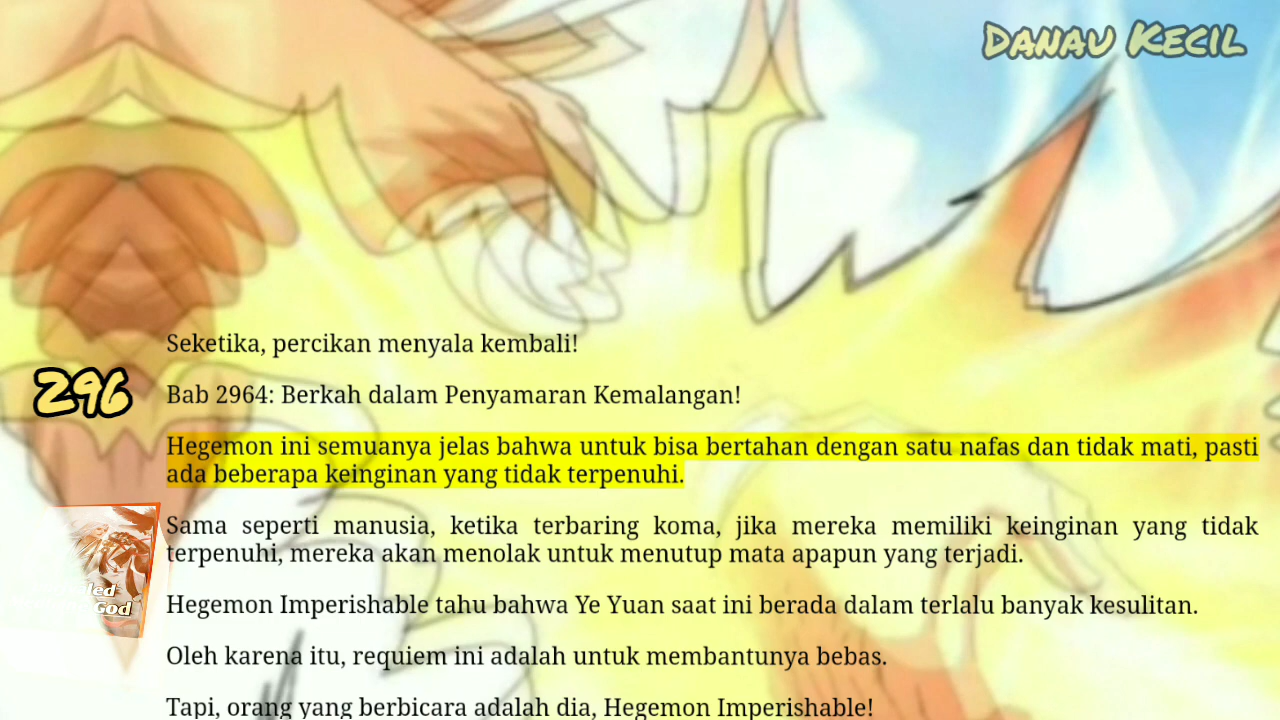 Danau Kecil
Seketika, percikan menyala kembali!
296
Bab 2964: Berkah dalam Penyamaran Kemalangan!
Hegemon ini semuanya jelas bahwa untuk bisa bertahan dengan satu nafas dan tidak mati, pasti
ada beberapa keinginan yang tidak terpenuhi.
Sama seperti manusia, ketika terbaring koma, jika mereka memiliki keinginan yang tidak
terpenuhi, mereka akan menolak untuk menutup mata apapun yang terjadi.
God
Hegemon Imperishable tahu bahwa Ye Yuan saat ini berada dalam terlalu banyak kesulitan.
Oleh karena itu, requiem ini adalah untuk membantunya bebas.
Tapi, orang yang berbicara adalah dia, Hegemon Imperishable!